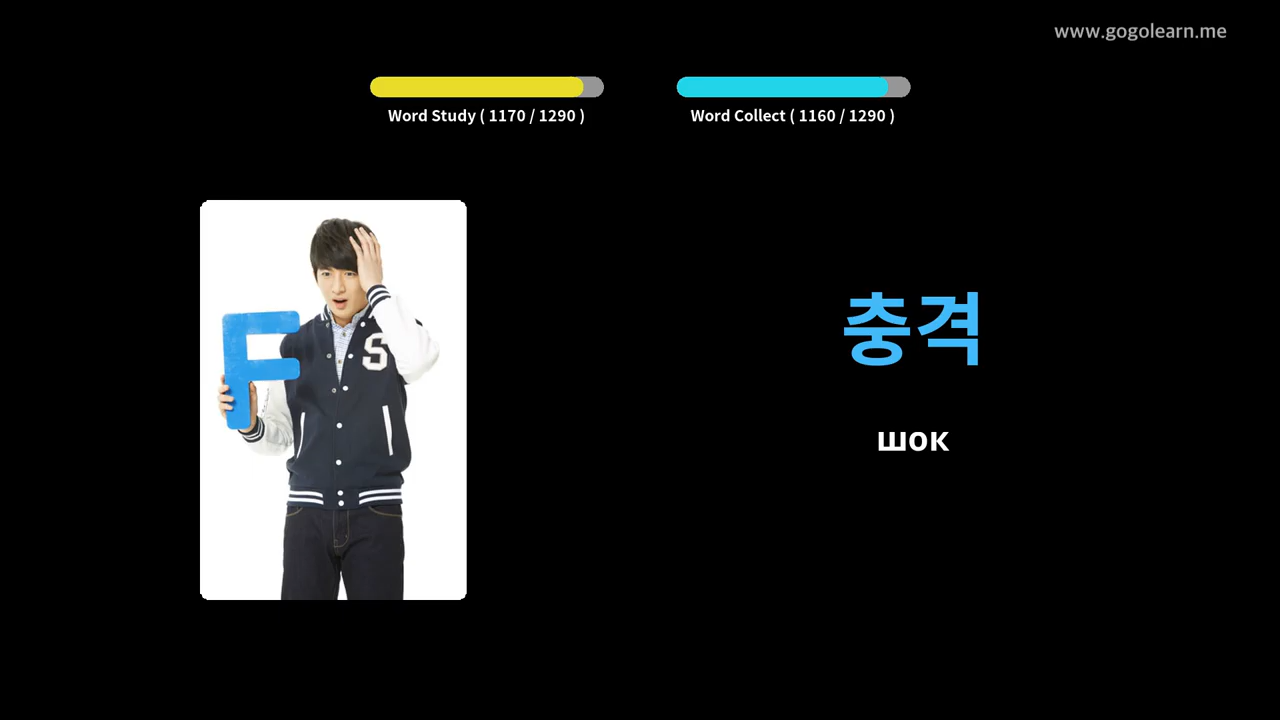 www.gogolearn.me
Word Study ( 1170 / 1290 )
Word Collect ( 1160 / 1290 )
F
S
충격
шок